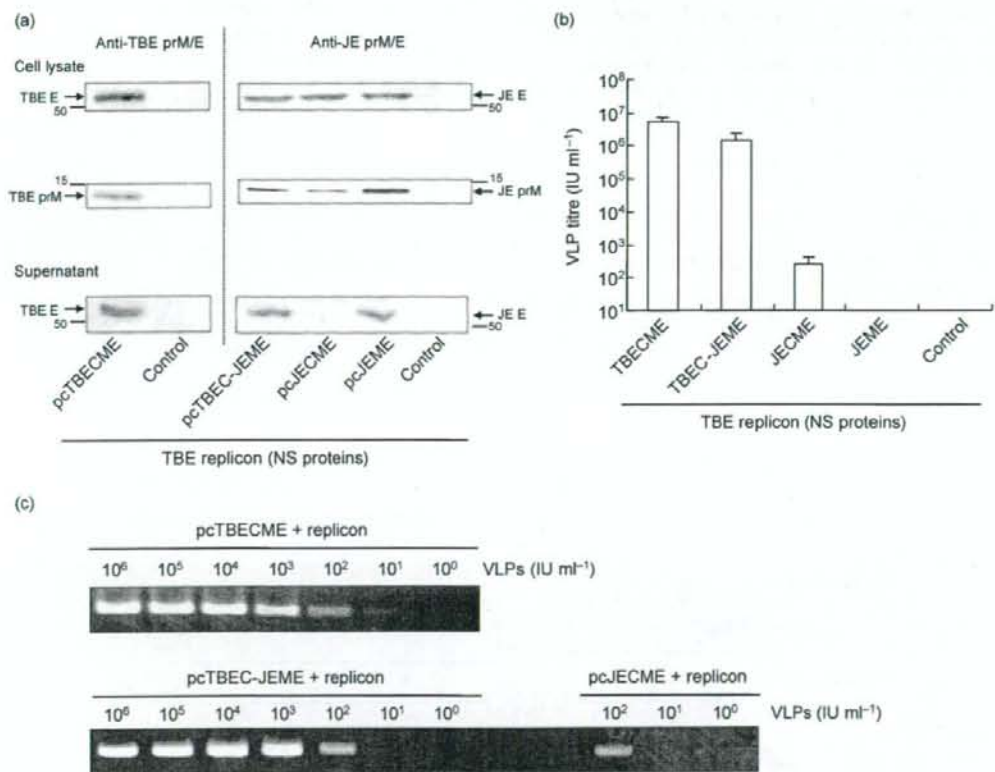 (a)
Anti-TBE prM/E
Anti-JE prM/E
Cell lysate
TBE E
50
JE E
50
TBE prM
15
15
JE prM
Supernatant
TBE E
50
JE E
50
pcTBECME
Control
pcTBEC-JEME
pcJECME
pcJEME
Control
TBE replicon (NS proteins)
(b)
VLP titre (IU ml⁻¹)
10⁸
10⁷
10⁶
10⁵
10⁴
10³
10²
10¹
TBECME
TBEC-JEME
JECME
JEME
Control
TBE replicon (NS proteins)
(c)
pcTBECME + replicon
10⁶ 10⁵ 10⁴ 10³ 10² 10¹ 10⁰ VLPs (IU ml⁻¹)
pcTBEC-JEME + replicon
pcJECME + replicon
10⁶ 10⁵ 10⁴ 10³ 10² 10¹ 10⁰ 10² 10¹ 10⁰ VLPs (IU ml⁻¹)